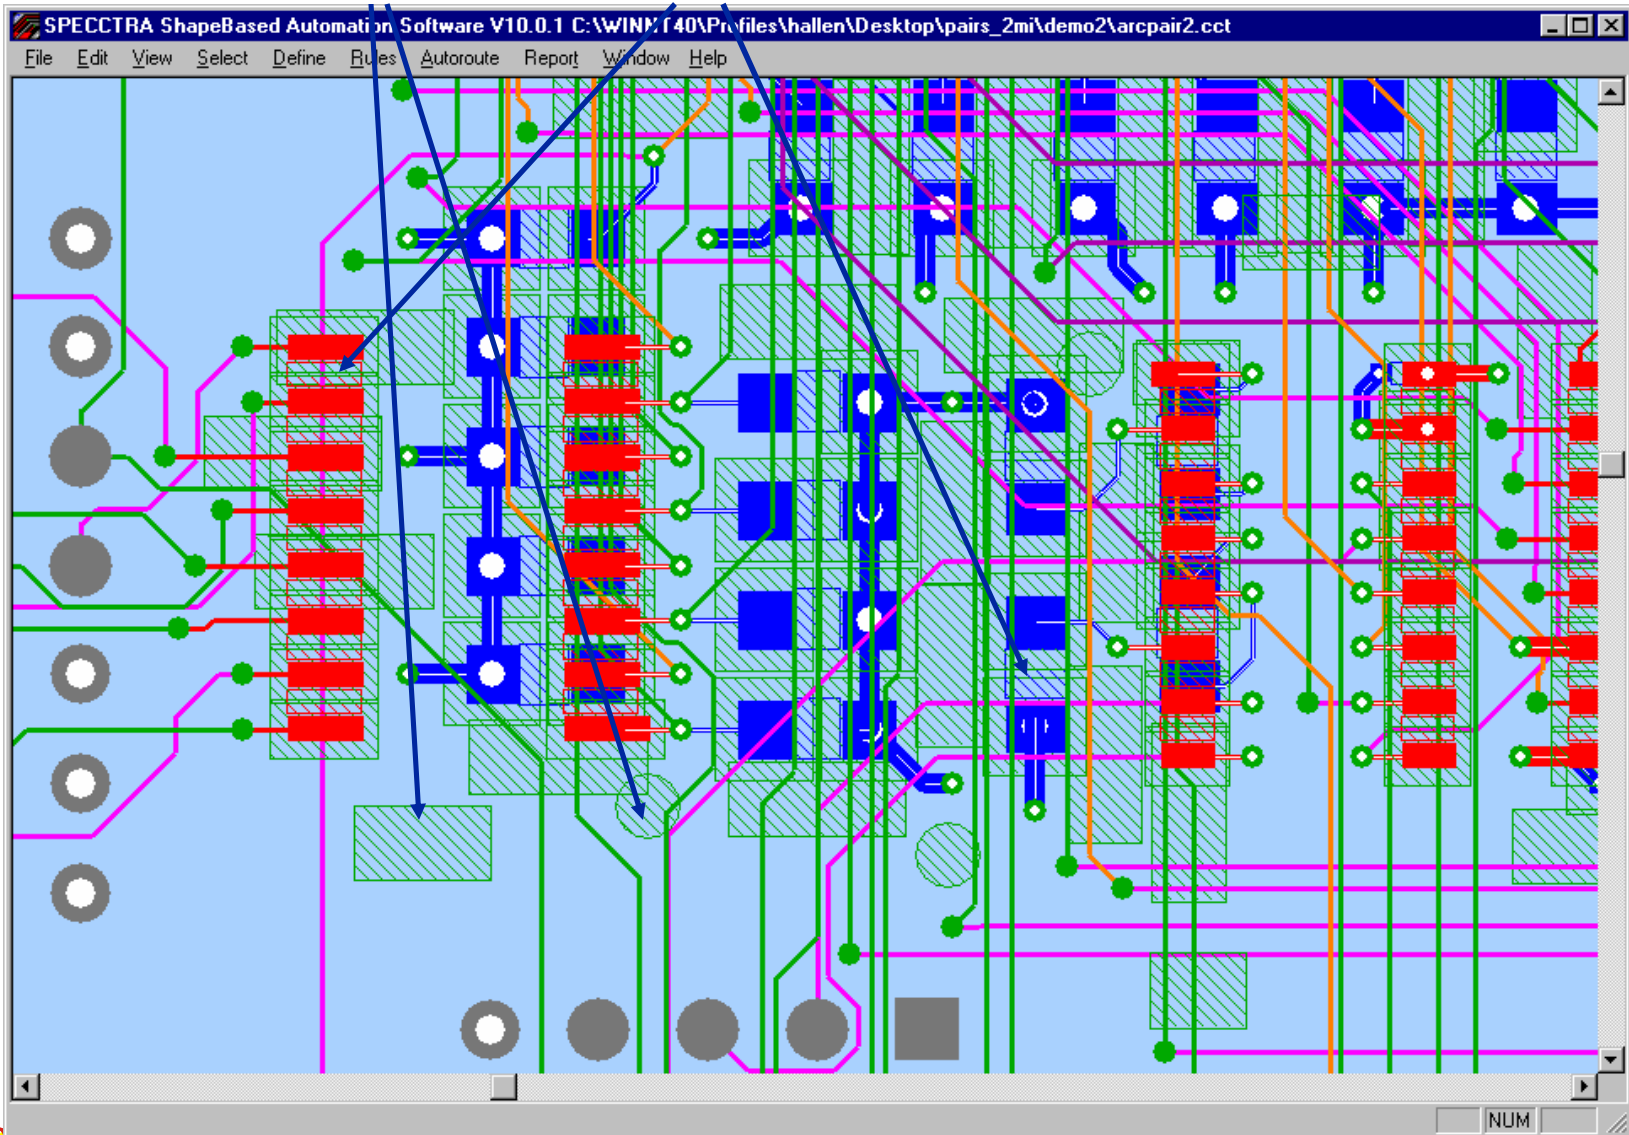 SPECCTRA ShapeBased Automation Software V10.0.1 C:\WINNT40\Profiles\hallen\Desktop\pairs_2mi\demo2\arcpair2.cct
File Edit View Select Define Rules Autoroute Report Window Help
NUM